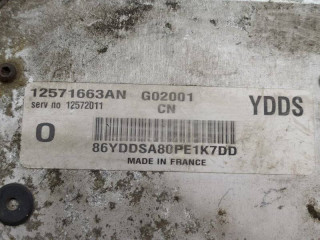 12571663AN G02001 YDDS
serv no 12572011 CN
O
86YDDSA80PE1K7DD
MADE IN FRANCE